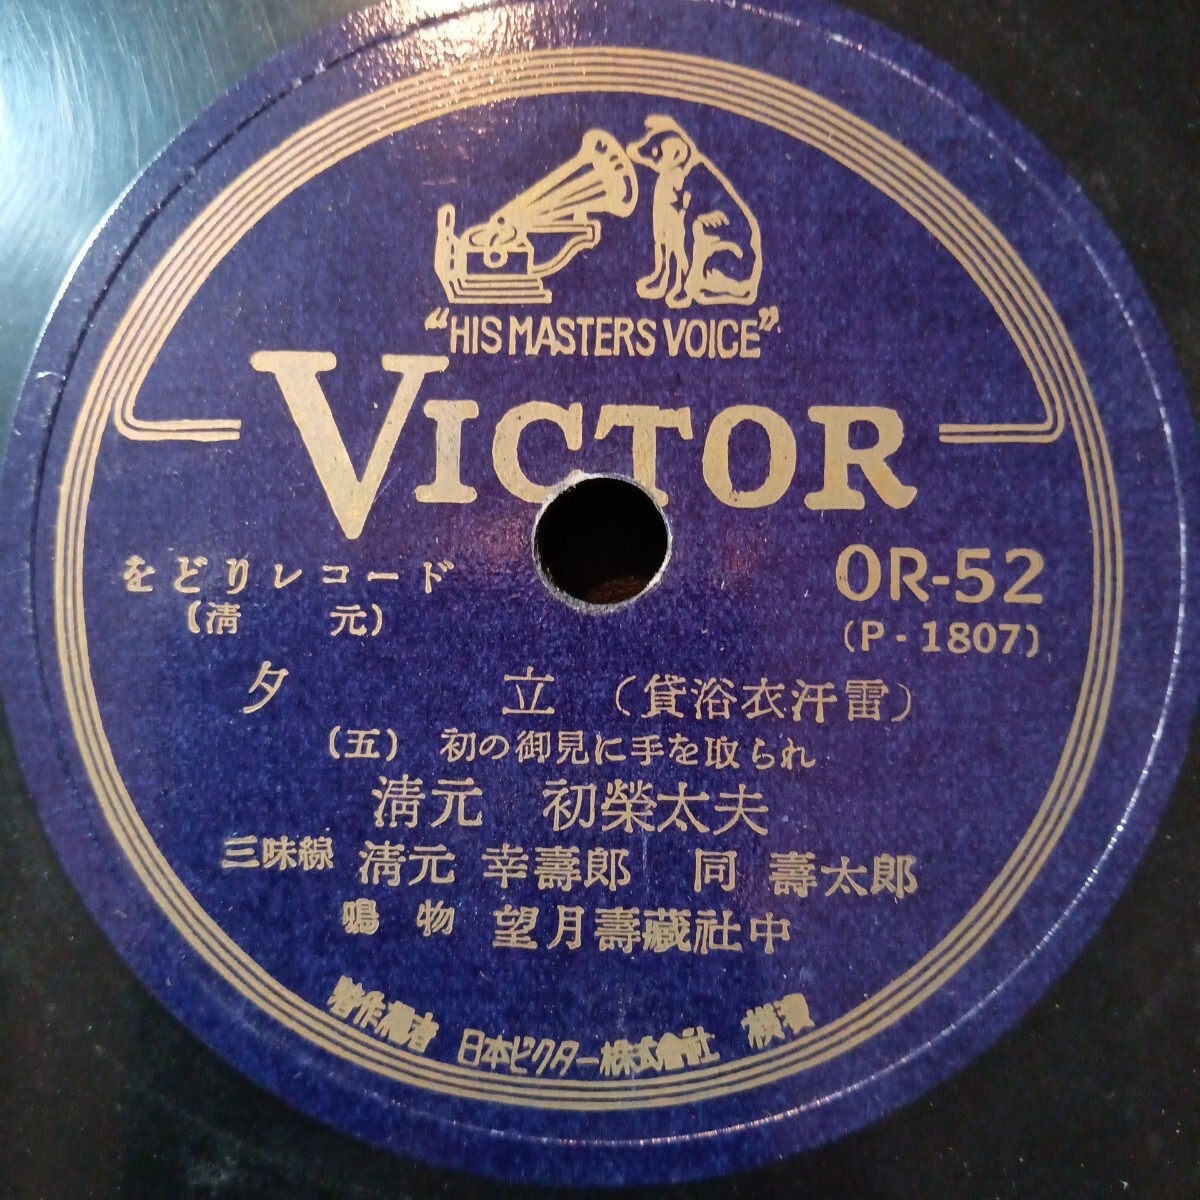 "HIS MASTERS VOICE"
VICTOR
をどりレコード
(清元)
OR-52
(P-1807)
夕立 (貸浴衣汗雷)
(五) 初の御見に手を取られ
清元 初榮太夫
三味線 清元 幸壽郎 同 壽太郎
鳴物 望月壽藏社中
著作權者 日本ビクター株式會社 横濱